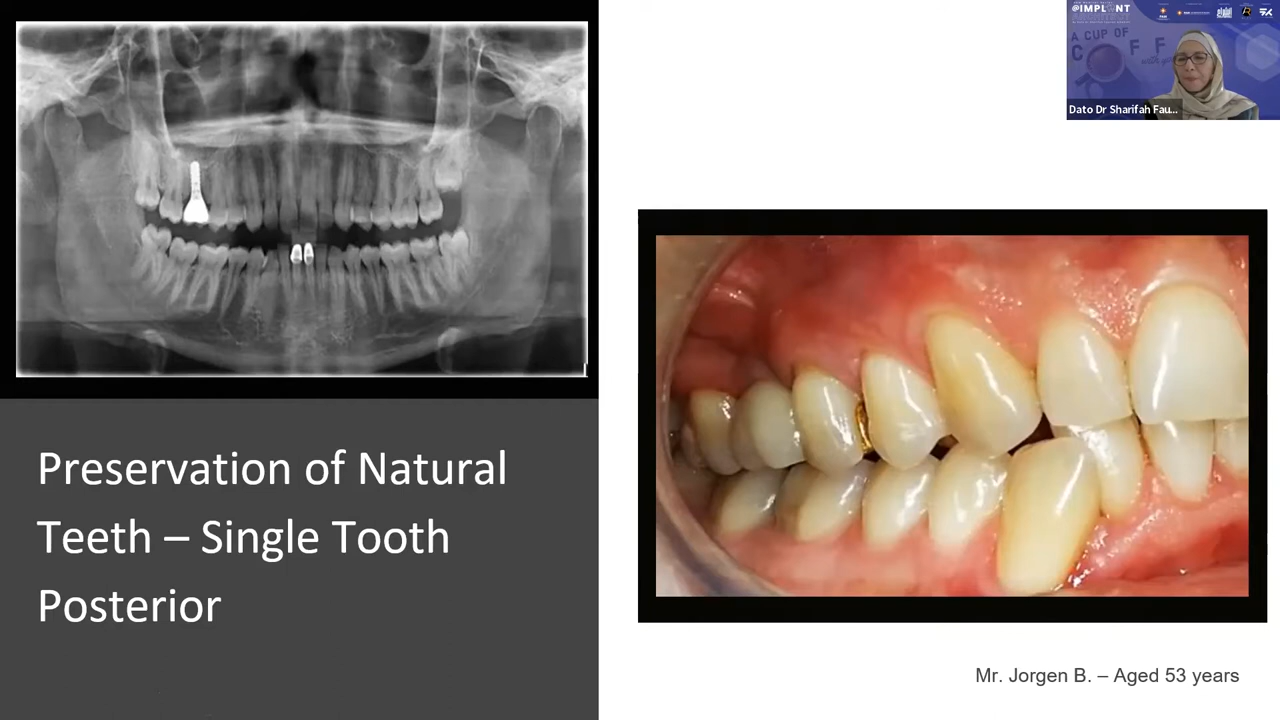 @IMPLANT
A CUP OF
Dato Dr Sharifah Fau...
Preservation of Natural
Teeth – Single Tooth
Posterior
Mr. Jorgen B. – Aged 53 years